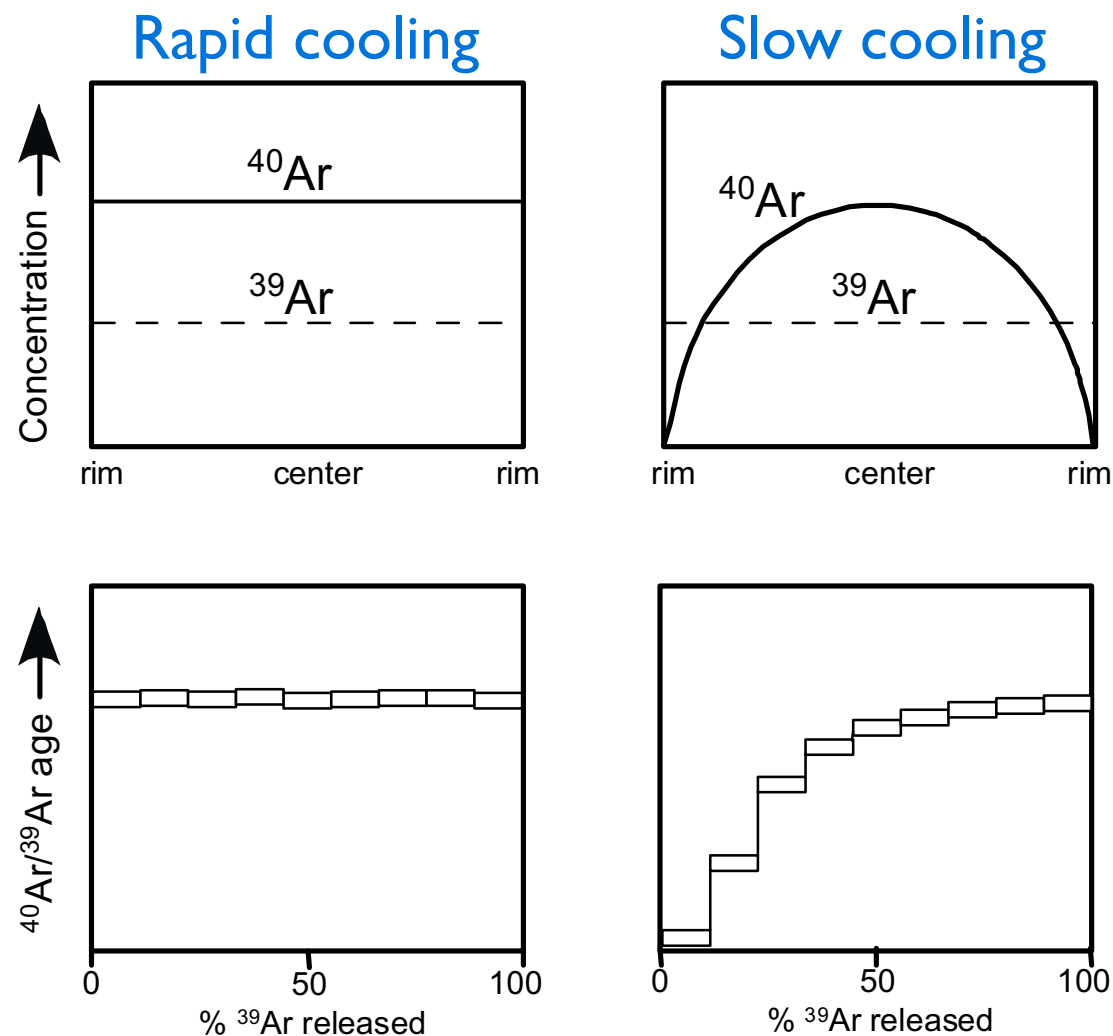 Rapid cooling
Slow cooling
Concentration
⁴⁰Ar
³⁹Ar
rim center rim
⁴⁰Ar
³⁹Ar
rim center rim
⁴⁰Ar/³⁹Ar age
0 50 100
% ³⁹Ar released
0 50 100
% ³⁹Ar released